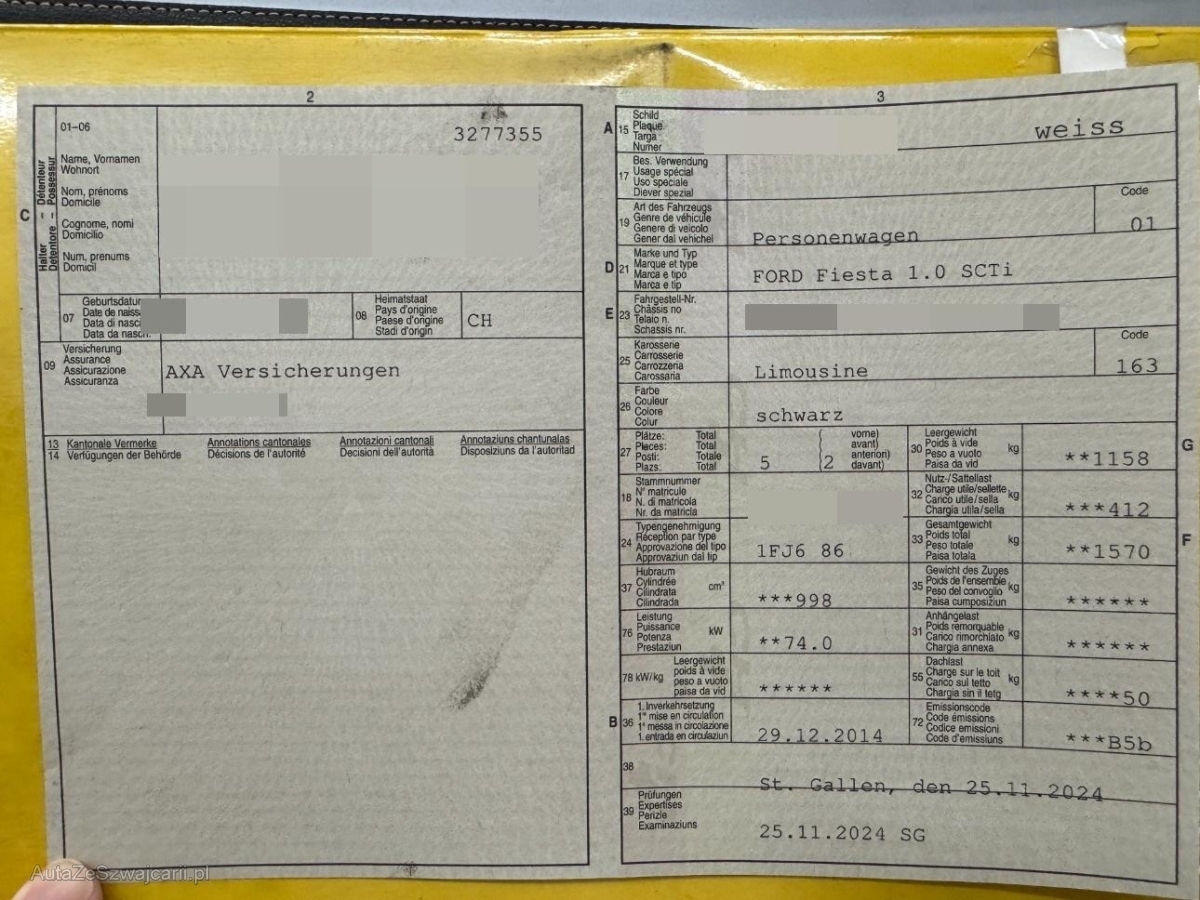 2
01-06
3277355
C
Halter – Détenteur
Detentore – Possessur
Name, Vornamen
Wohnort
Nom, prénoms
Domicile
Cognome, nomi
Domicilio
Num, prenums
Domicil
07
Geburtsdatum
Date de naiss
Data di nasci
Data da nasch.
08
Heimatstaat
Pays d'origine
Paese d'origine
Stadi d'origin
CH
09
Versicherung
Assurance
Assicurazione
Assicuranza
AXA Versicherungen
13 Kantonale Vermerke Annotations cantonales Annotazioni cantonali Annotaziuns chantunalas
14 Verfügungen der Behörde Décisions de l'autorité Decisioni dell'autorità Disposiziuns da l'autoritad
3
A
15
Schild
Plaque
Targa
Numer
weiss
17
Bes. Verwendung
Usage spécial
Uso speciale
Diever spezial
19
Art des Fahrzeugs
Genre de véhicule
Genere di veicolo
Gener dal vehichel
Personenwagen
Code
01
D
21
Marke und Typ
Marque et type
Marca e tipo
Marca e tip
FORD Fiesta 1.0 SCTi
E
23
Fahrgestell-Nr.
Châssis no
Telaio n.
Schassis nr.
25
Karosserie
Carrosserie
Carrozzeria
Carossaria
Limousine
Code
163
26
Farbe
Couleur
Colore
Colur
schwarz
27
Plätze: Total
Places: Total
Posti: Totale
Plazs: Total
5
2
vorne)
avant)
anteriori)
davant)
30
Leergewicht
Poids à vide
Peso a vuoto
Paisa da vid
kg
**1158
G
18
Stammnummer
N° matricule
N. di matricola
Nr. da matricla
32
Nutz-/Sattellast
Charge utile/sellette
Carico utile/sella
Chargia utila/sella
kg
***412
24
Typengenehmigung
Réception par type
Approvazione del tipo
Approvaziun dal tip
1FJ6 86
33
Gesamtgewicht
Poids total
Peso totale
Paisa totala
kg
**1570
F
37
Hubraum
Cylindrée
Cilindrata
Cilindrada
cm³
***998
35
Gewicht des Zuges
Poids de l'ensemble
Peso del convoglio
Paisa cumposiziun
kg
******
76
Leistung
Puissance
Potenza
Prestaziun
kW
**74.0
31
Anhängelast
Poids remorquable
Carico rimorchiato
Chargia annexa
kg
******
78 kW/kg
Leergewicht
poids à vide
peso a vuoto
paisa da vid
******
55
Dachlast
Charge sur le toit
Carico sul tetto
Chargia sin il tetg
kg
****50
B
36
1. Inverkehrsetzung
1re mise en circulation
1a messa in circolazione
1. entrada en circulaziun
29.12.2014
72
Emissionscode
Code émissions
Codice emissioni
Code d'emissiuns
***B5b
38
St. Gallen, den 25.11.2024
39
Prüfungen
Expertises
Perizie
Examinaziuns
25.11.2024 SG
AutaZeSzwajcarii.pl